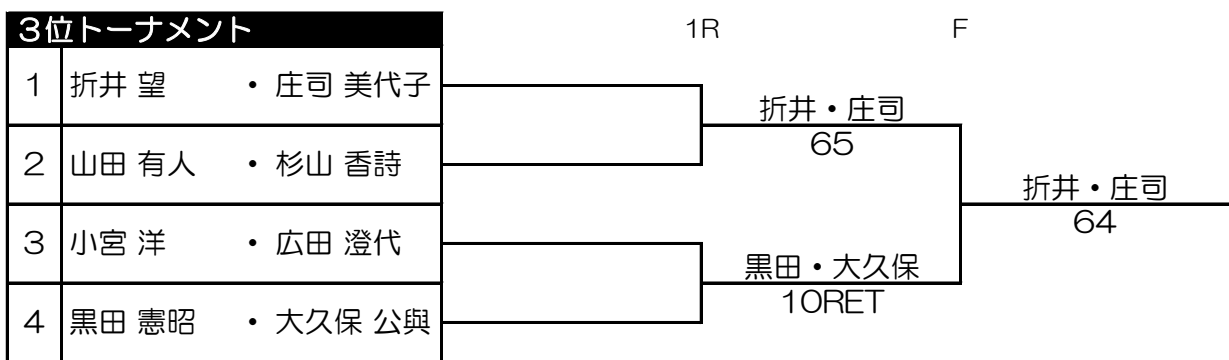 ３位トーナメント 1R F
1 折井 望 ・ 庄司 美代子
折井・庄司
65
2 山田 有人 ・ 杉山 香詩
折井・庄司
64
3 小宮 洋 ・ 広田 澄代
黒田・大久保
10RET
4 黒田 憲昭 ・ 大久保 公與